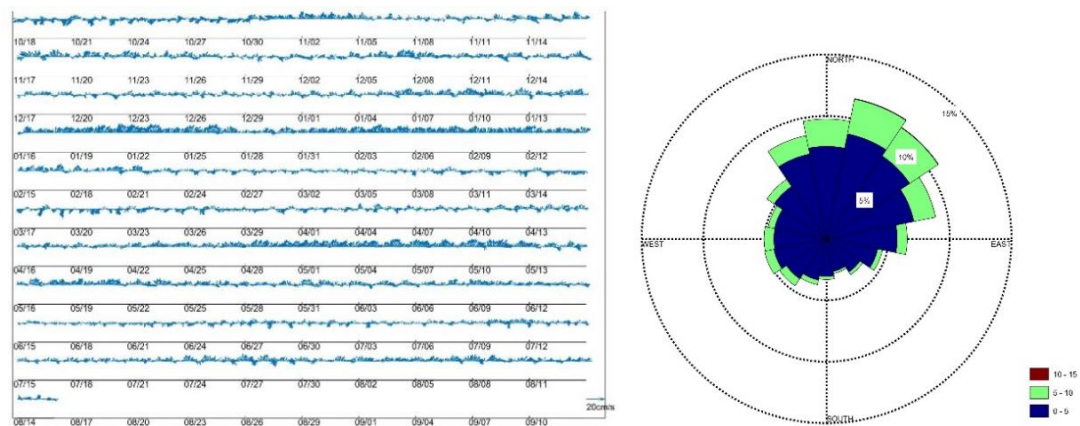 10/18 10/21 10/24 10/27 10/30 11/02 11/05 11/08 11/11 11/14
11/17 11/20 11/23 11/26 11/29 12/02 12/05 12/08 12/11 12/14
12/17 12/20 12/23 12/26 12/29 01/01 01/04 01/07 01/10 01/13
01/16 01/19 01/22 01/25 01/28 01/31 02/03 02/06 02/09 02/12
02/15 02/18 02/21 02/24 02/27 03/02 03/05 03/08 03/11 03/14
03/17 03/20 03/23 03/26 03/29 04/01 04/04 04/07 04/10 04/13
04/16 04/19 04/22 04/25 04/28 05/01 05/04 05/07 05/10 05/13
05/16 05/19 05/22 05/25 05/28 05/31 06/03 06/06 06/09 06/12
06/15 06/18 06/21 06/24 06/27 06/30 07/03 07/06 07/09 07/12
07/15 07/18 07/21 07/24 07/27 07/30 08/02 08/05 08/08 08/11
20cm/s
08/14 08/17 08/20 08/23 08/26 08/29 09/01 09/04 09/07 09/10
NORTH
15%
10%
5%
WEST EAST
SOUTH
10 - 15
5 - 10
0 - 5